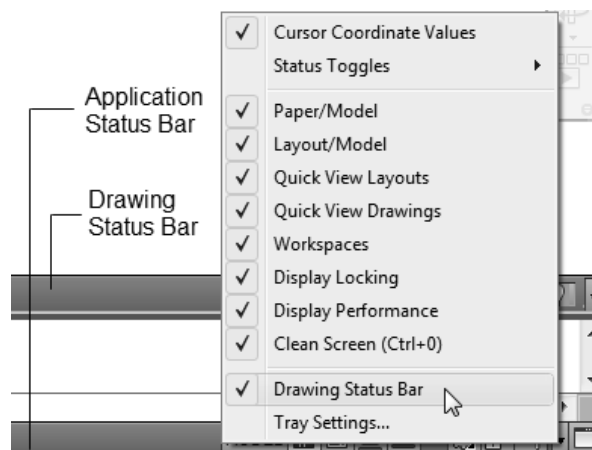 Application
Status Bar
Drawing
Status Bar
Cursor Coordinate Values
Status Toggles
Paper/Model
Layout/Model
Quick View Layouts
Quick View Drawings
Workspaces
Display Locking
Display Performance
Clean Screen (Ctrl+0)
Drawing Status Bar
Tray Settings...